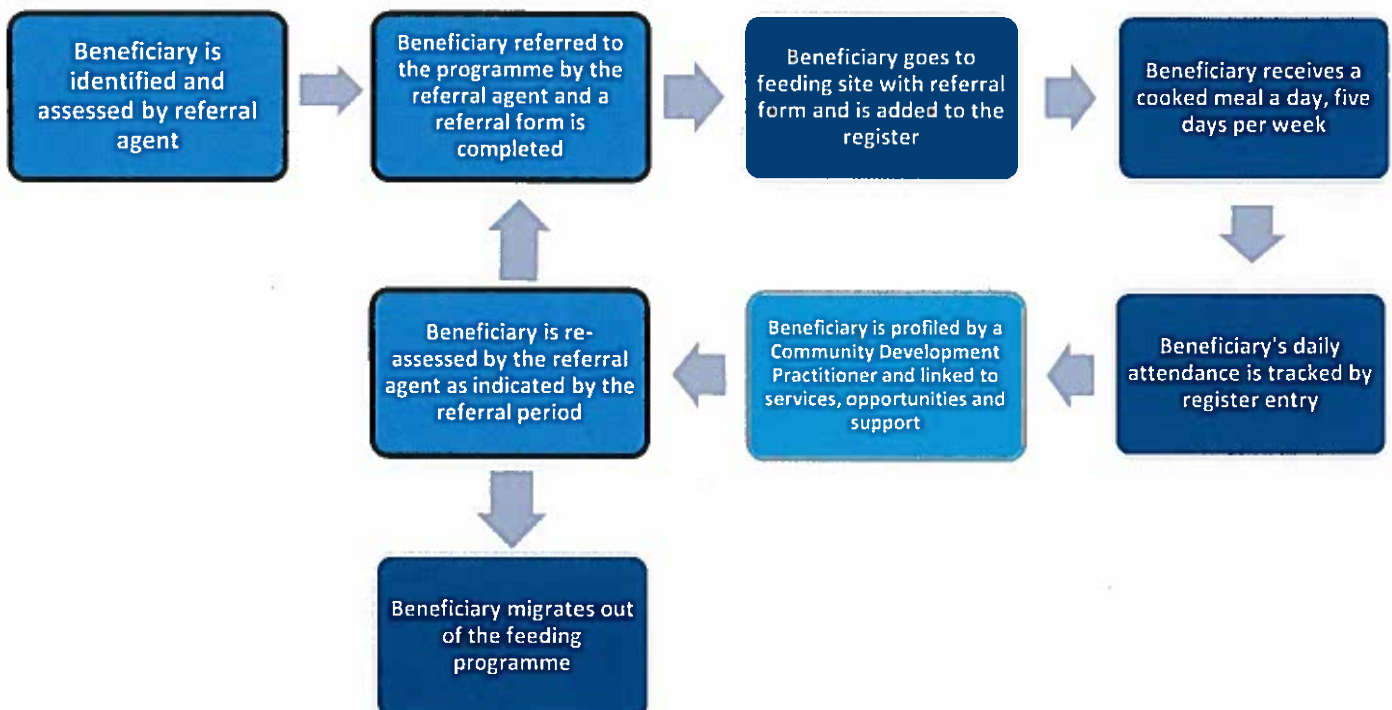 Beneficiary is
identified and
assessed by referral
agent
Beneficiary referred to
the programme by the
referral agent and a
referral form is
completed
Beneficiary goes to
feeding site with referral
form and is added to the
register
Beneficiary receives a
cooked meal a day, five
days per week
Beneficiary's daily
attendance is tracked by
register entry
Beneficiary is profiled by a
Community Development
Practitioner and linked to
services, opportunities and
support
Beneficiary is re-
assessed by the referral
agent as indicated by the
referral period
Beneficiary migrates out
of the feeding
programme